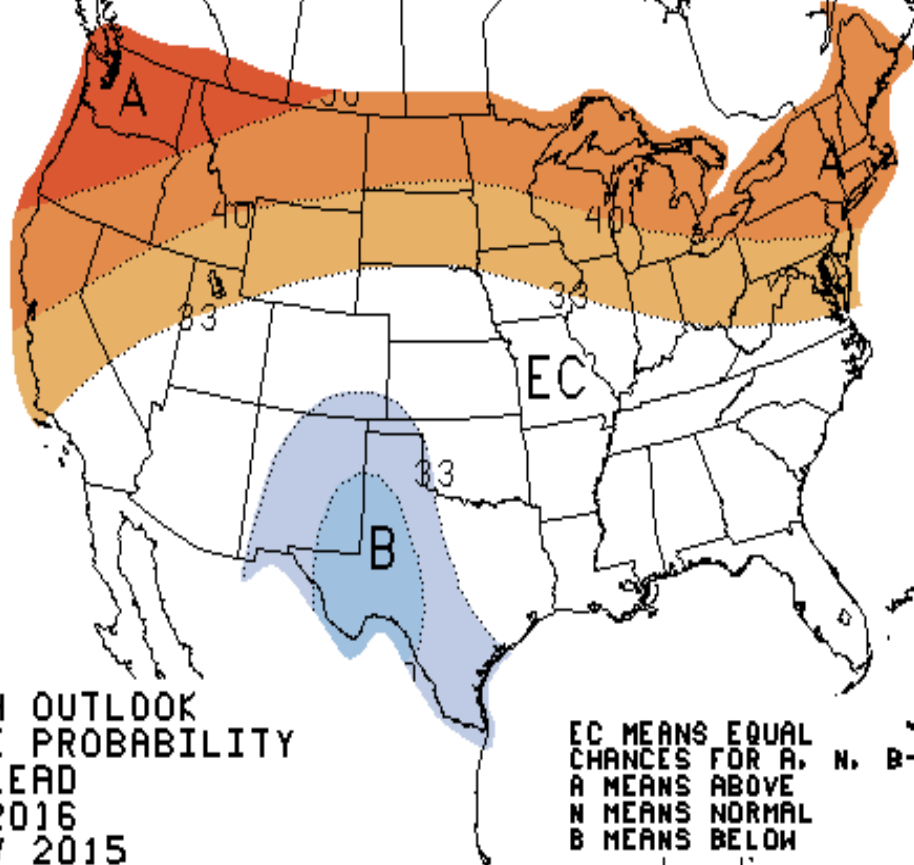 A
50
A
40
40
33
33
EC
33
B
OUTLOOK
PROBABILITY
LEAD
2016
2015
EC MEANS EQUAL
CHANCES FOR A, N, B-
A MEANS ABOVE
N MEANS NORMAL
B MEANS BELOW